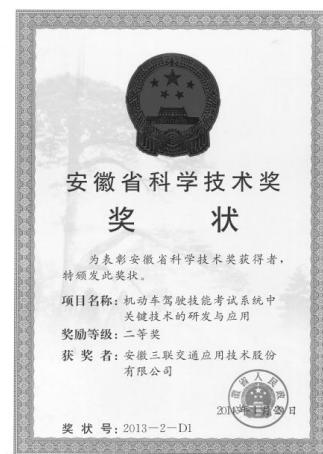 安徽省科学技术奖
奖 状
为表彰安徽省科学技术奖获得者，
特颁发此奖状。
项目名称：机动车驾驶技能考试系统中
关键技术的研发与应用
奖励等级：二等奖
获 奖 者：安徽三联交通应用技术股份
有限公司
奖 状 号：2013-2-D1